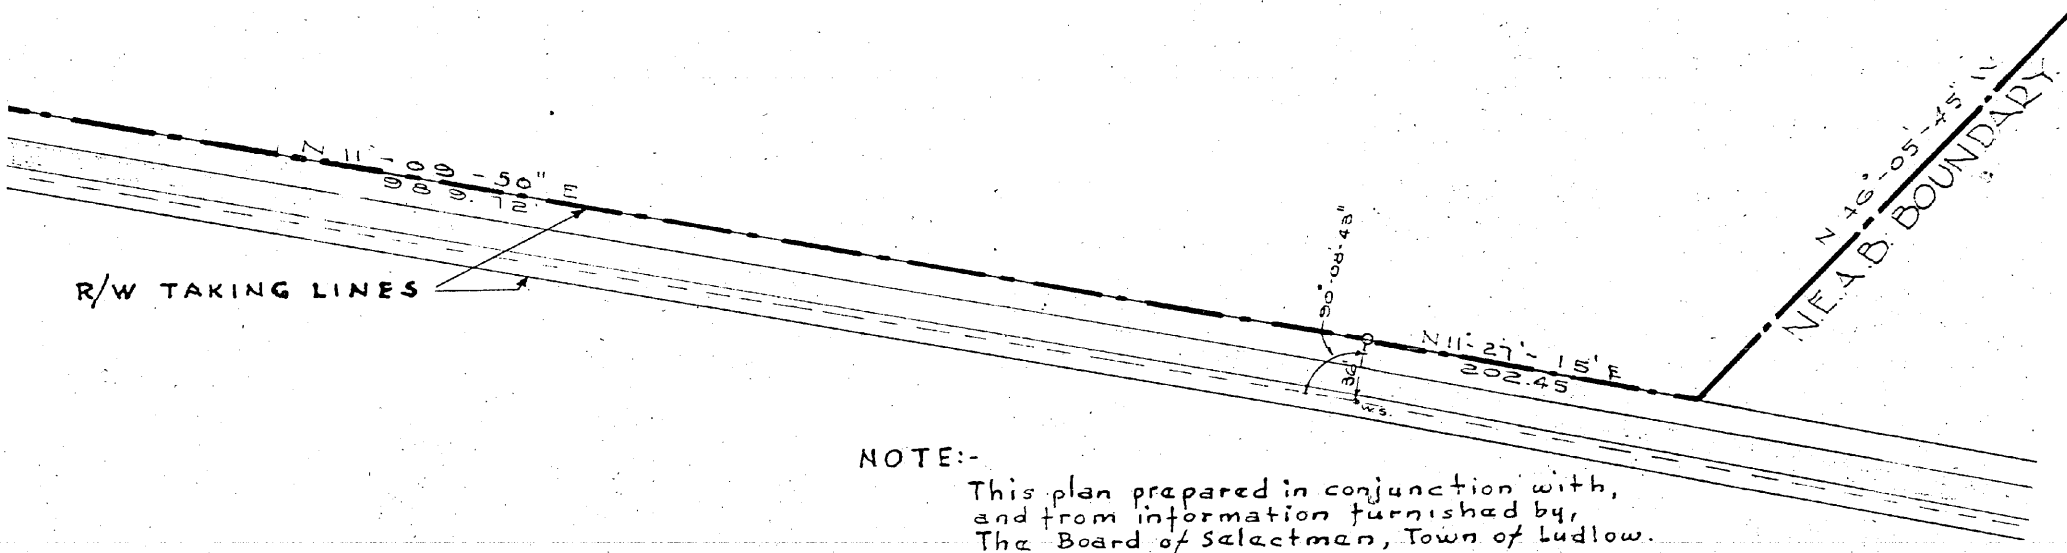 N 11°-09'-50" E
989.72
R/W TAKING LINES
90°-08'-43"
36'
W.S.
N 11°-27'-15" E
202.45
N 46°-05'-45" W
N.E.A.B. BOUNDARY
NOTE:-
This plan prepared in conjunction with,
and from information furnished by,
The Board of Selectmen, Town of Ludlow.